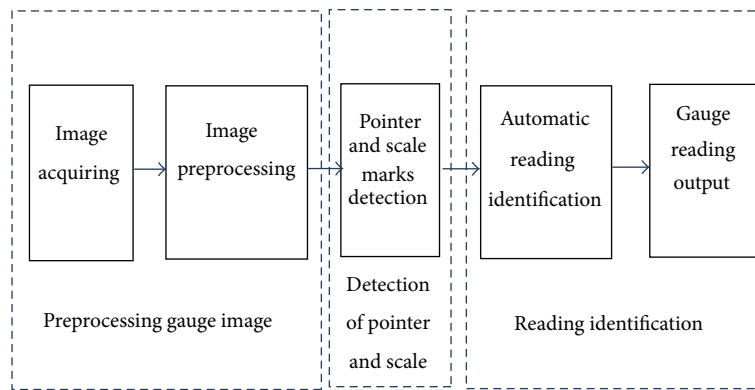 Image
acquiring
Image
preprocessing
Pointer
and scale
marks
detection
Automatic
reading
identification
Gauge
reading
output
Preprocessing gauge image
Detection
of pointer
and scale
Reading identification